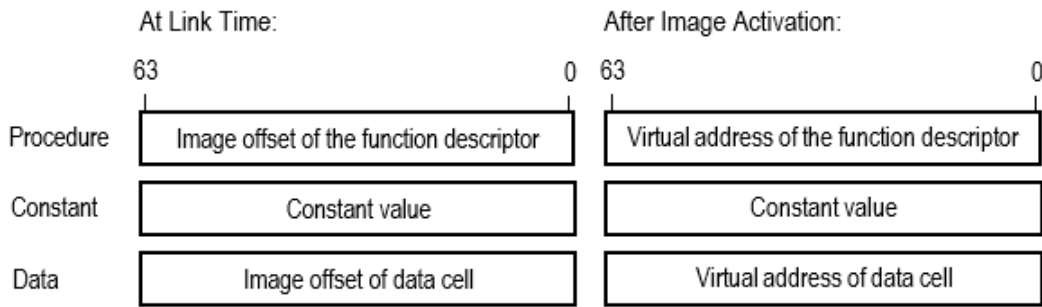 At Link Time: After Image Activation:
63 0 63 0
Procedure Image offset of the function descriptor Virtual address of the function descriptor
Constant Constant value Constant value
Data Image offset of data cell Virtual address of data cell